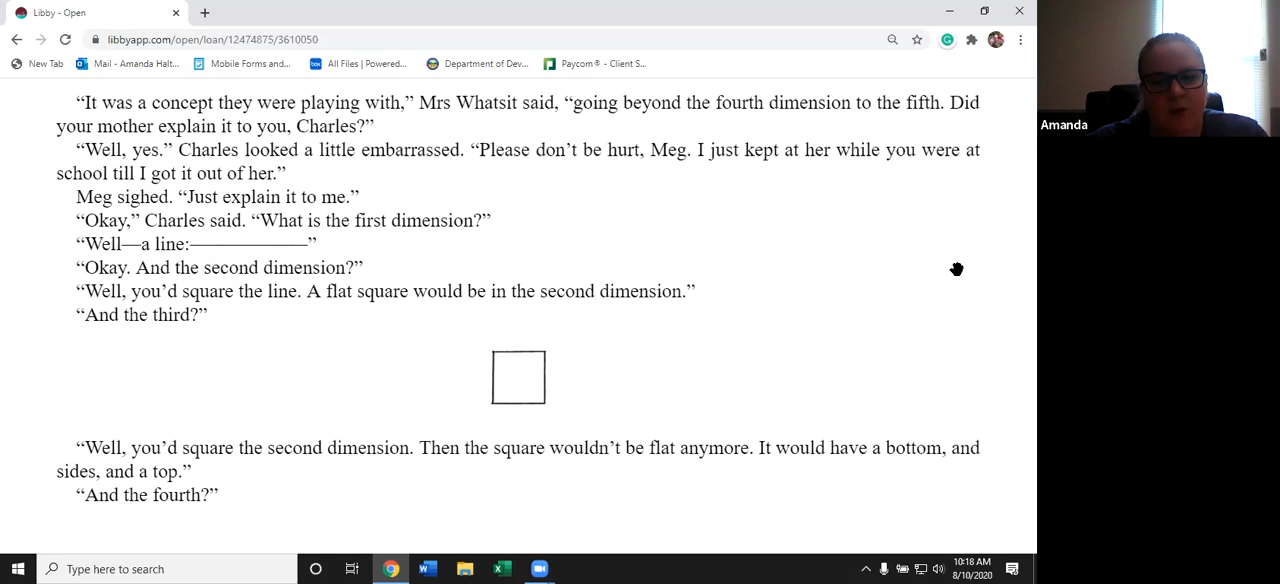 Libby - Open
libbyapp.com/open/loan/12474875/3610050
New Tab
Mail - Amanda Halt...
Mobile Forms and...
All Files | Powered...
Department of Dev...
Paycom® - Client S...
“It was a concept they were playing with,” Mrs Whatsit said, “going beyond the fourth dimension to the fifth. Did
your mother explain it to you, Charles?”
“Well, yes.” Charles looked a little embarrassed. “Please don’t be hurt, Meg. I just kept at her while you were at
school till I got it out of her.”
Meg sighed. “Just explain it to me.”
“Okay,” Charles said. “What is the first dimension?”
“Well—a line:——————”
“Okay. And the second dimension?”
“Well, you’d square the line. A flat square would be in the second dimension.”
“And the third?”
“Well, you’d square the second dimension. Then the square wouldn’t be flat anymore. It would have a bottom, and
sides, and a top.”
“And the fourth?”
Amanda
Type here to search
10:18 AM
8/10/2020